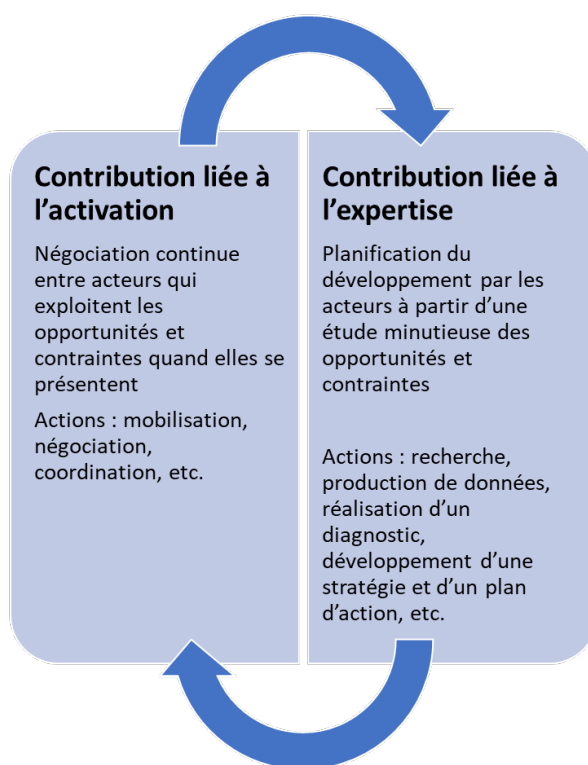 Contribution liée à
l’activation
Négociation continue
entre acteurs qui
exploitent les
opportunités et
contraintes quand elles se
présentent
Actions : mobilisation,
négociation,
coordination, etc.
Contribution liée à
l’expertise
Planification du
développement par les
acteurs à partir d’une
étude minutieuse des
opportunités et
contraintes
Actions : recherche,
production de données,
réalisation d’un
diagnostic,
développement d’une
stratégie et d’un plan
d’action, etc.